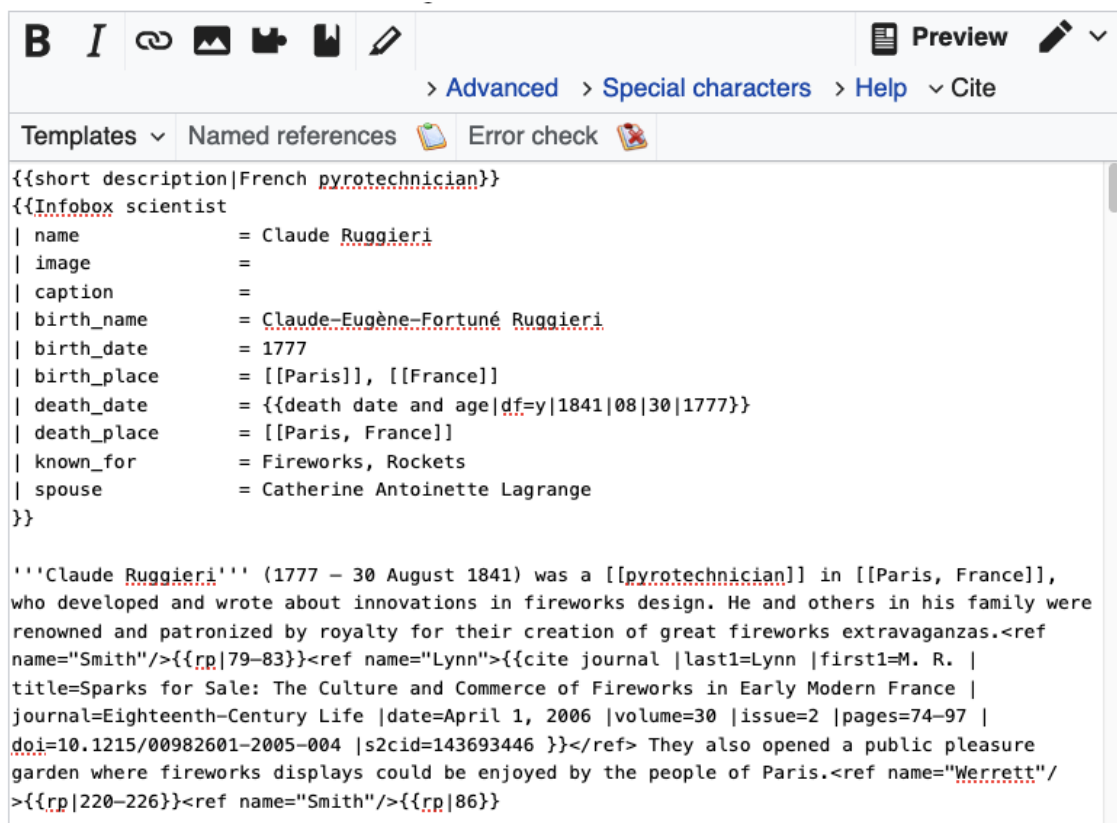 B I Preview
> Advanced > Special characters > Help ∨ Cite
Templates ∨ Named references Error check
{{short description|French pyrotechnician}}
{{Infobox scientist
| name = Claude Ruggieri
| image =
| caption =
| birth_name = Claude-Eugène-Fortuné Ruggieri
| birth_date = 1777
| birth_place = [[Paris]], [[France]]
| death_date = {{death date and age|df=y|1841|08|30|1777}}
| death_place = [[Paris, France]]
| known_for = Fireworks, Rockets
| spouse = Catherine Antoinette Lagrange
}}
'''Claude Ruggieri''' (1777 – 30 August 1841) was a [[pyrotechnician]] in [[Paris, France]],
who developed and wrote about innovations in fireworks design. He and others in his family were
renowned and patronized by royalty for their creation of great fireworks extravaganzas.<ref
name="Smith"/>{{rp|79–83}}<ref name="Lynn">{{cite journal |last1=Lynn |first1=M. R. |
title=Sparks for Sale: The Culture and Commerce of Fireworks in Early Modern France |
journal=Eighteenth-Century Life |date=April 1, 2006 |volume=30 |issue=2 |pages=74–97 |
doi=10.1215/00982601-2005-004 |s2cid=143693446 }}</ref> They also opened a public pleasure
garden where fireworks displays could be enjoyed by the people of Paris.<ref name="Werrett"/
>{{rp|220–226}}<ref name="Smith"/>{{rp|86}}